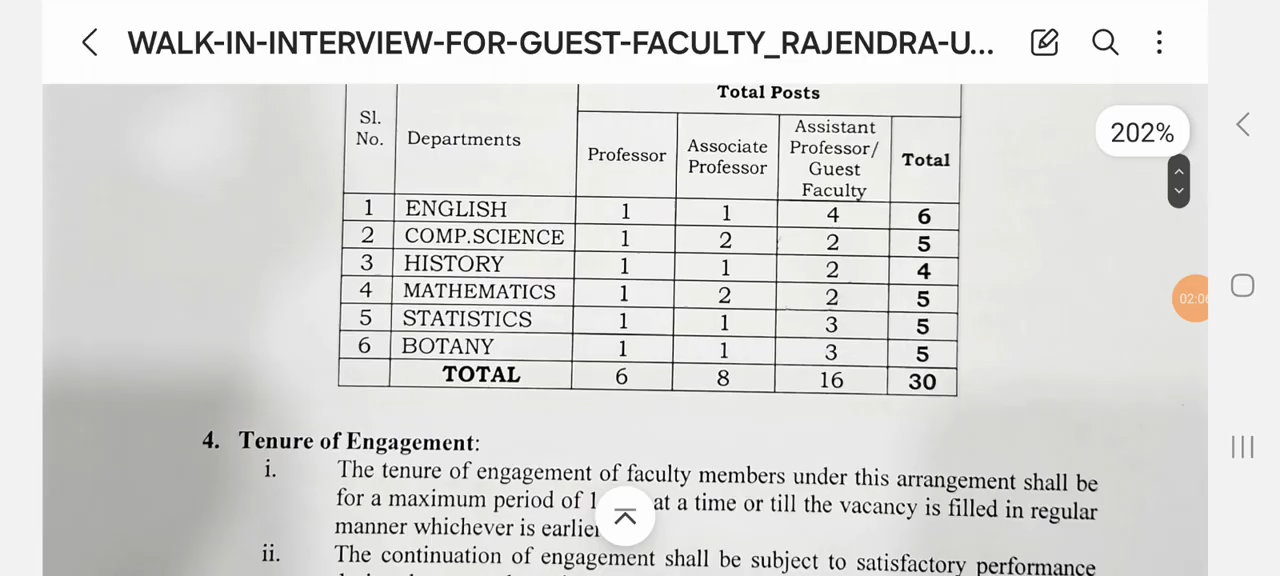 WALK-IN-INTERVIEW-FOR-GUEST-FACULTY_RAJENDRA-U...
Total Posts
202%
Sl. No. Departments Professor Associate Professor Assistant Professor/ Guest Faculty Total
1 ENGLISH 1 1 4 6
2 COMP.SCIENCE 1 2 2 5
3 HISTORY 1 1 2 4
4 MATHEMATICS 1 2 2 5
5 STATISTICS 1 1 3 5
6 BOTANY 1 1 3 5
TOTAL 6 8 16 30
02:06
4. Tenure of Engagement:
i. The tenure of engagement of faculty members under this arrangement shall be
for a maximum period of 1 at a time or till the vacancy is filled in regular
manner whichever is earlier
ii. The continuation of engagement shall be subject to satisfactory performance